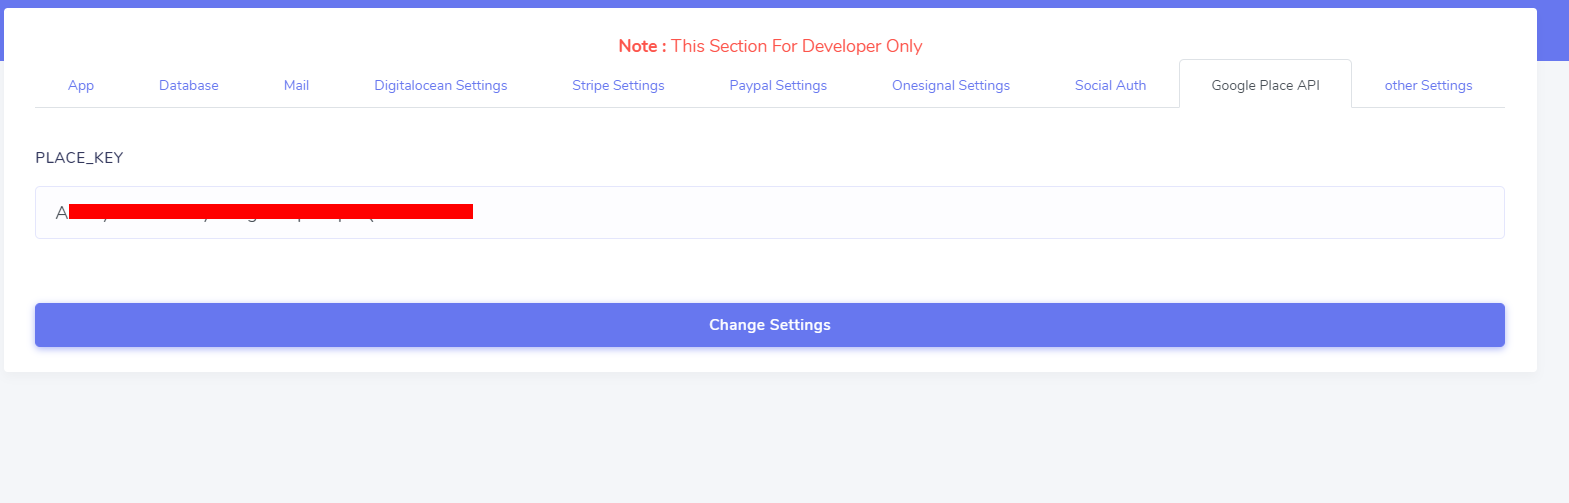 Note : This Section For Developer Only
App Database Mail Digitalocean Settings Stripe Settings Paypal Settings Onesignal Settings Social Auth Google Place API other Settings
PLACE_KEY
A
Change Settings